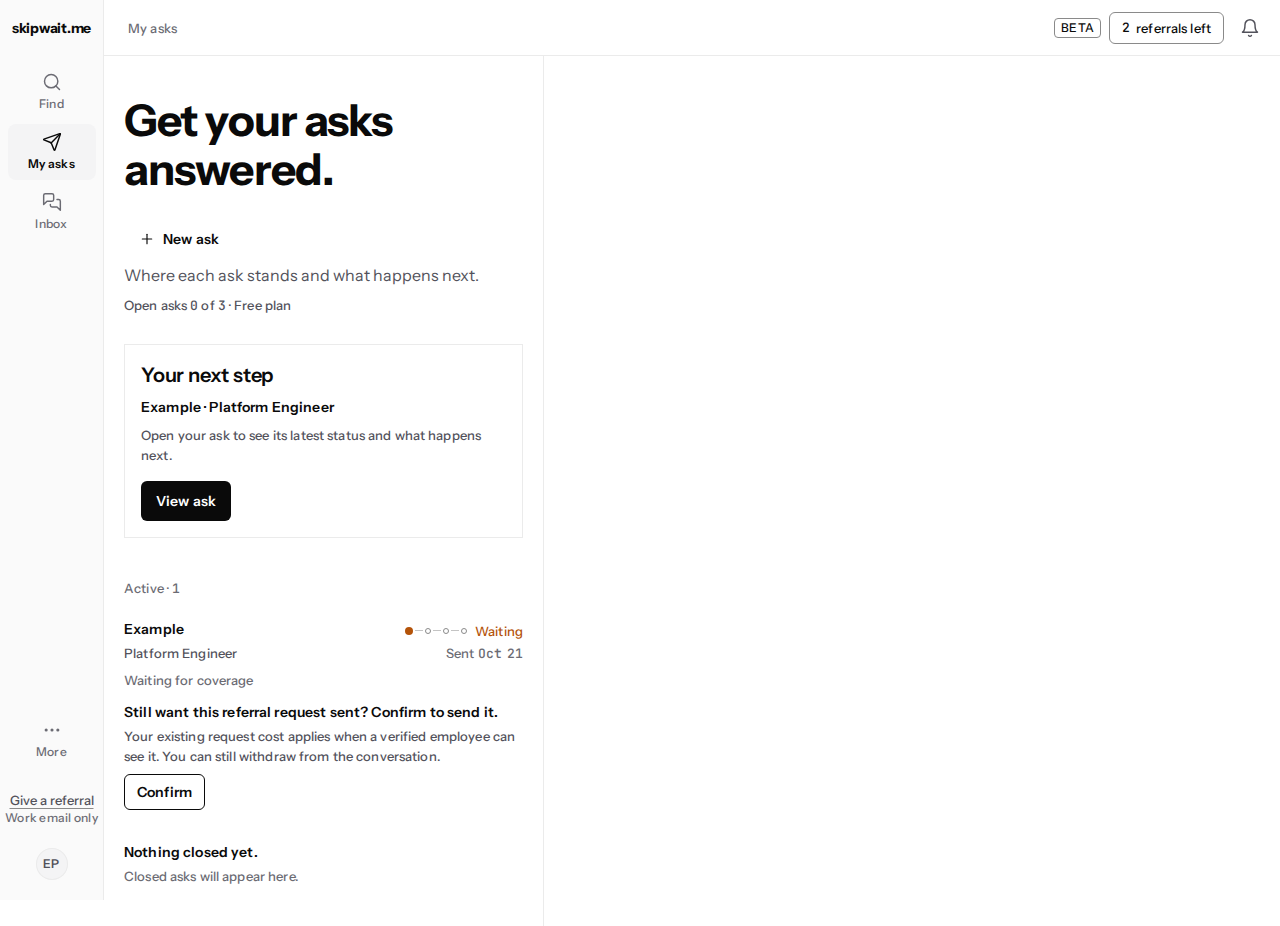 skipwait.me
My asks
BETA
2 referrals left
Find
My asks
Inbox
Get your asks
answered.
New ask
Where each ask stands and what happens next.
Open asks 0 of 3 · Free plan
Your next step
Example · Platform Engineer
Open your ask to see its latest status and what happens
next.
View ask
Active · 1
Example
Waiting
Platform Engineer
Sent Oct 21
Waiting for coverage
Still want this referral request sent? Confirm to send it.
Your existing request cost applies when a verified employee can
see it. You can still withdraw from the conversation.
Confirm
Nothing closed yet.
Closed asks will appear here.
More
Give a referral
Work email only
EP